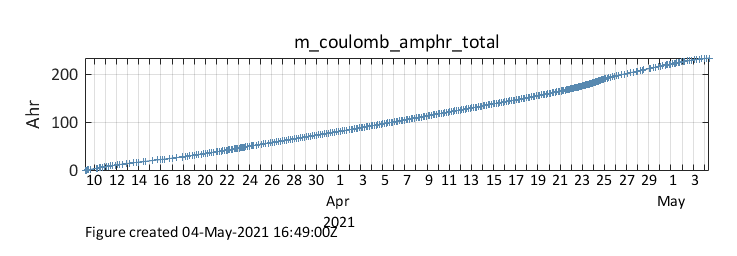 m_coulomb_amphr_total
Ahr
200
100
0
10 12 14 16 18 20 22 24 26 28 30 1 3 5 7 9 11 13 15 17 19 21 23 25 27 29 1 3
Apr May
2021
Figure created 04-May-2021 16:49:00Z